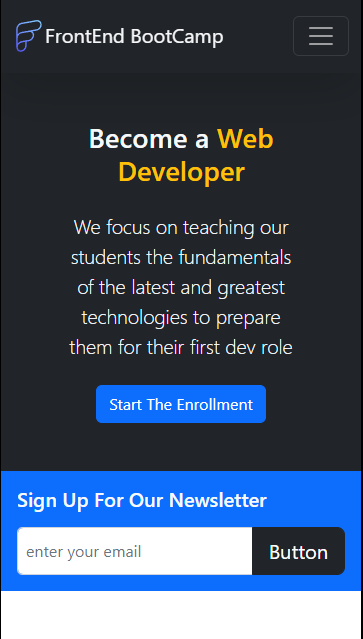 FrontEnd BootCamp
Become a Web
Developer
We focus on teaching our
students the fundamentals
of the latest and greatest
technologies to prepare
them for their first dev role
Start The Enrollment
Sign Up For Our Newsletter
enter your email
Button